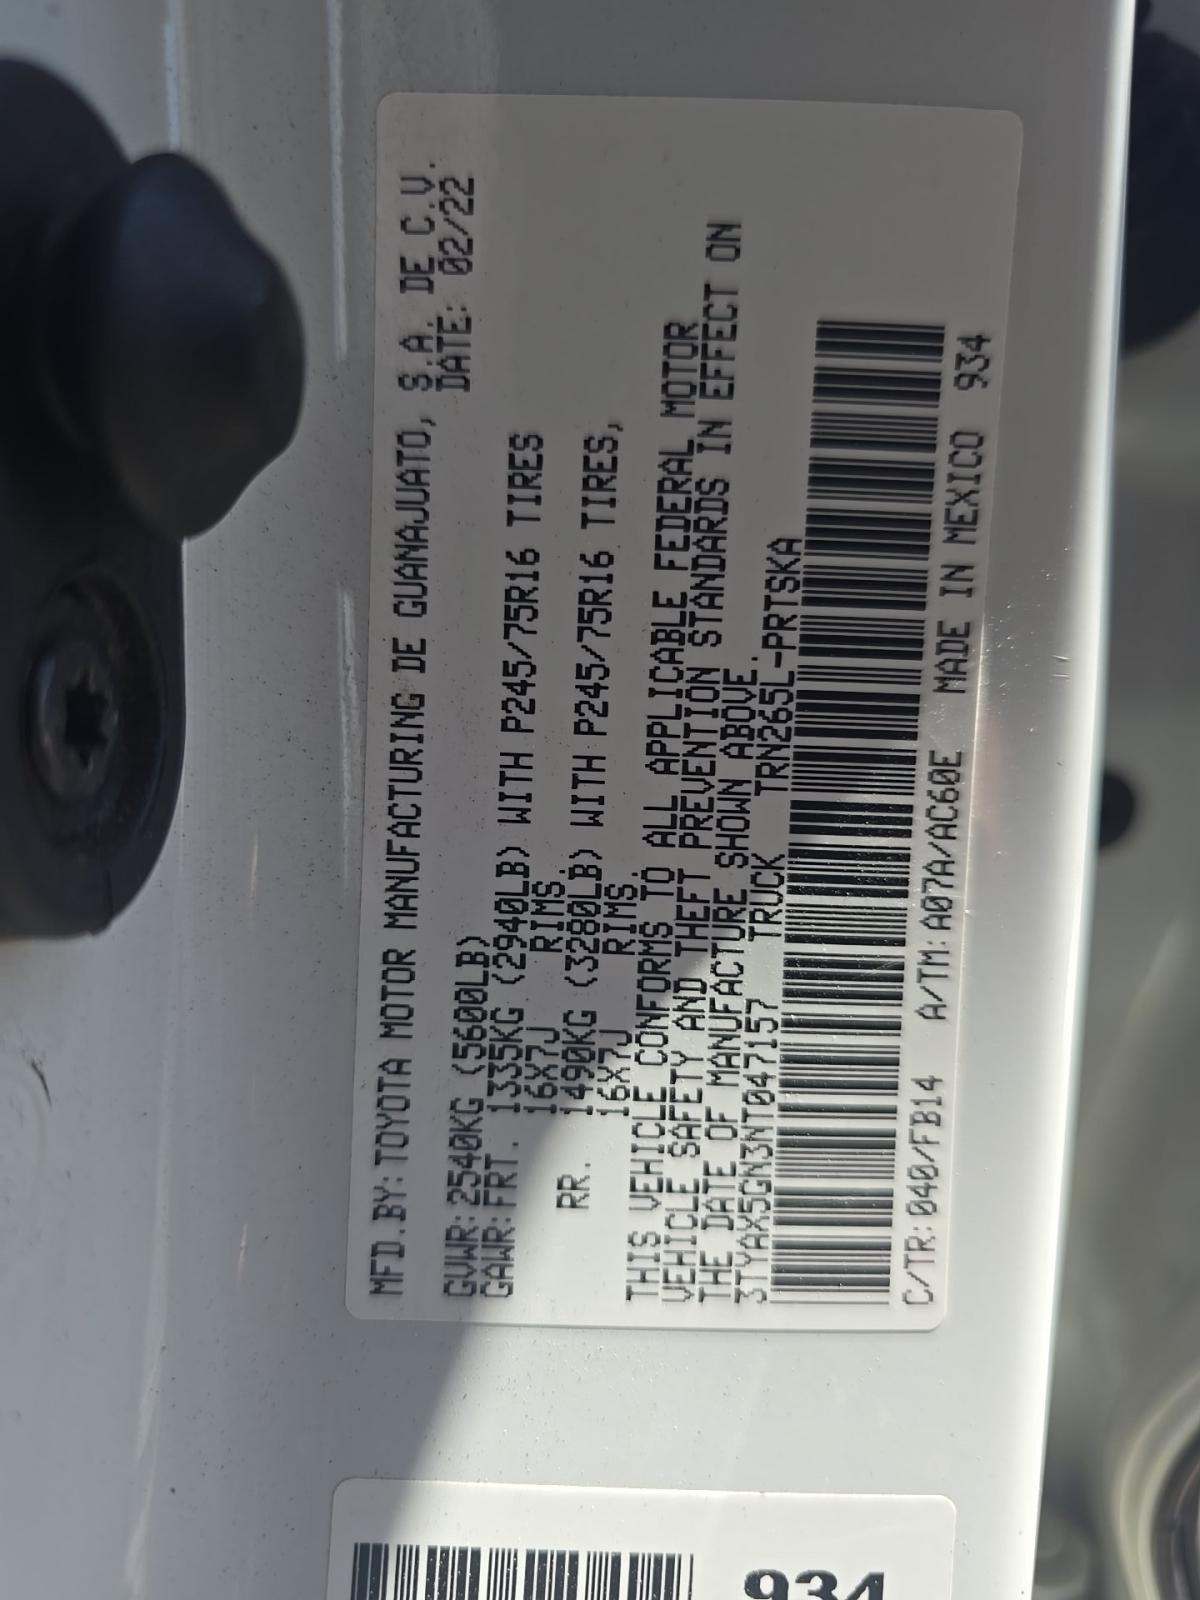 MFD.BY:TOYOTA MOTOR MANUFACTURING DE GUANAJUATO, S.A. DE C.V.
DATE: 02/22
GVWR:2540KG (5600LB)
GAWR:FRT. 1335KG (2940LB) WITH P245/75R16 TIRES
16X7J RIMS.
RR. 1490KG (3280LB) WITH P245/75R16 TIRES,
16X7J RIMS.
THIS VEHICLE CONFORMS TO ALL APPLICABLE FEDERAL MOTOR
VEHICLE SAFETY AND THEFT PREVENTION STANDARDS IN EFFECT ON
THE DATE OF MANUFACTURE SHOWN ABOVE.
3TYAX5GN3NT047157 TRUCK TRN265L-PRTSKA
C/TR:040/FB14 A/TM:A07A/AC60E MADE IN MEXICO 934
934